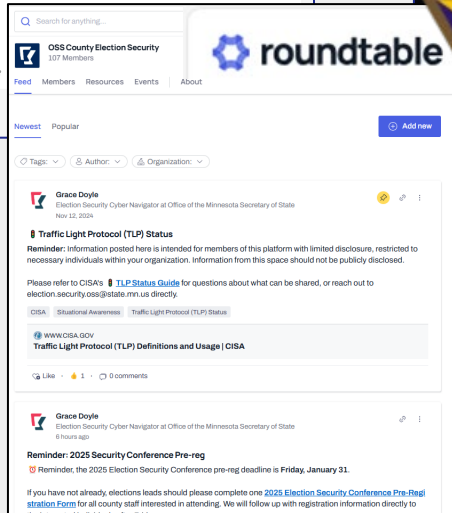 Search for anything...
roundtable
OSS County Election Security
107 Members
Feed Members Resources Events About
Newest Popular
Add new
Tags: Author: Organization:
Grace Doyle
Election Security Cyber Navigator at Office of the Minnesota Secretary of State
Nov 12, 2024
Traffic Light Protocol (TLP) Status
Reminder: Information posted here is intended for members of this platform with limited disclosure, restricted to
necessary individuals within your organization. Information from this space should not be publicly disclosed.
Please refer to CISA's TLP Status Guide for questions about what can be shared, or reach out to
election.security.oss@state.mn.us directly.
CISA Situational Awareness Traffic Light Protocol (TLP) Status
WWW.CISA.GOV
Traffic Light Protocol (TLP) Definitions and Usage | CISA
Like 1 0 comments
Grace Doyle
Election Security Cyber Navigator at Office of the Minnesota Secretary of State
6 hours ago
Reminder: 2025 Security Conference Pre-reg
Reminder, the 2025 Election Security Conference pre-reg deadline is Friday, January 31.
If you have not already, elections leads should please complete one 2025 Election Security Conference Pre-Regi
stration Form for all county staff interested in attending. We will follow up with registration information directly to